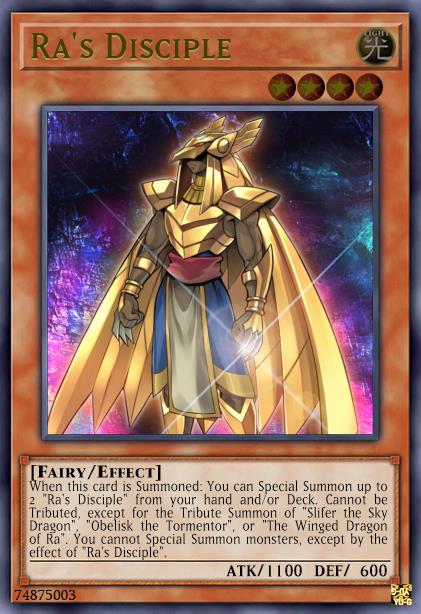 Ra's Disciple
LIGHT
光
[Fairy/Effect]
When this card is Summoned: You can Special Summon up to
2 "Ra's Disciple" from your hand and/or Deck. Cannot be
Tributed, except for the Tribute Summon of "Slifer the Sky
Dragon", "Obelisk the Tormentor", or "The Winged Dragon
of Ra". You cannot Special Summon monsters, except by the
effect of "Ra's Disciple".
ATK/1100 DEF/ 600
74875003